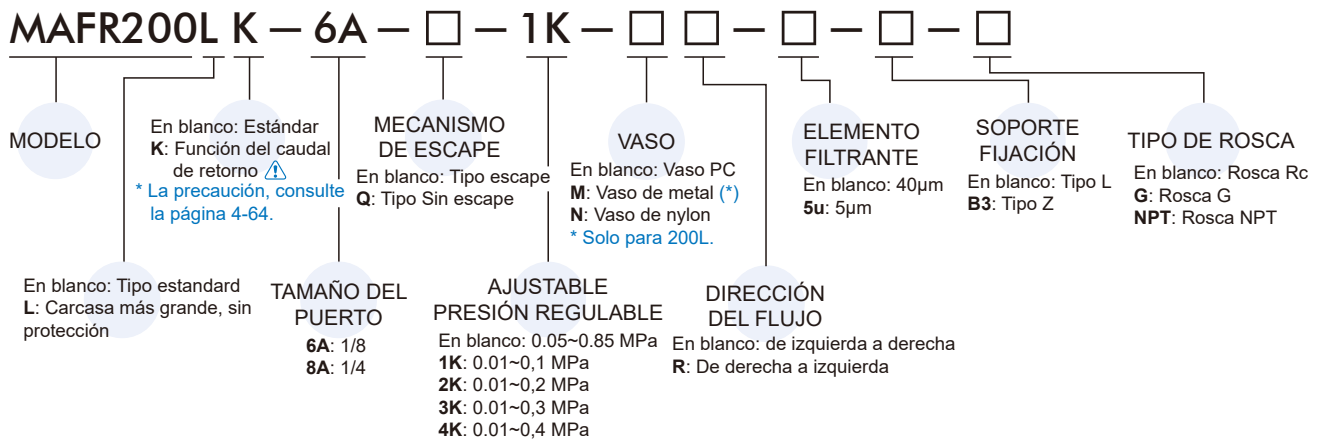 MAFR200L K – 6A – □ – 1K – □ □ – □ – □ – □
MODELO
En blanco: Estándar
K: Función del caudal
de retorno
* La precaución, consulte
la página 4-64.
MECANISMO
DE ESCAPE
En blanco: Tipo escape
Q: Tipo Sin escape
VASO
En blanco: Vaso PC
M: Vaso de metal (*)
N: Vaso de nylon
* Solo para 200L.
ELEMENTO
FILTRANTE
En blanco: 40μm
5u: 5μm
SOPORTE
FIJACIÓN
En blanco: Tipo L
B3: Tipo Z
TIPO DE ROSCA
En blanco: Rosca Rc
G: Rosca G
NPT: Rosca NPT
En blanco: Tipo estandard
L: Carcasa más grande, sin
protección
TAMAÑO DEL
PUERTO
6A: 1/8
8A: 1/4
AJUSTABLE
PRESIÓN REGULABLE
En blanco: 0.05~0.85 MPa
1K: 0.01~0,1 MPa
2K: 0.01~0,2 MPa
3K: 0.01~0,3 MPa
4K: 0.01~0,4 MPa
DIRECCIÓN
DEL FLUJO
En blanco: de izquierda a derecha
R: De derecha a izquierda